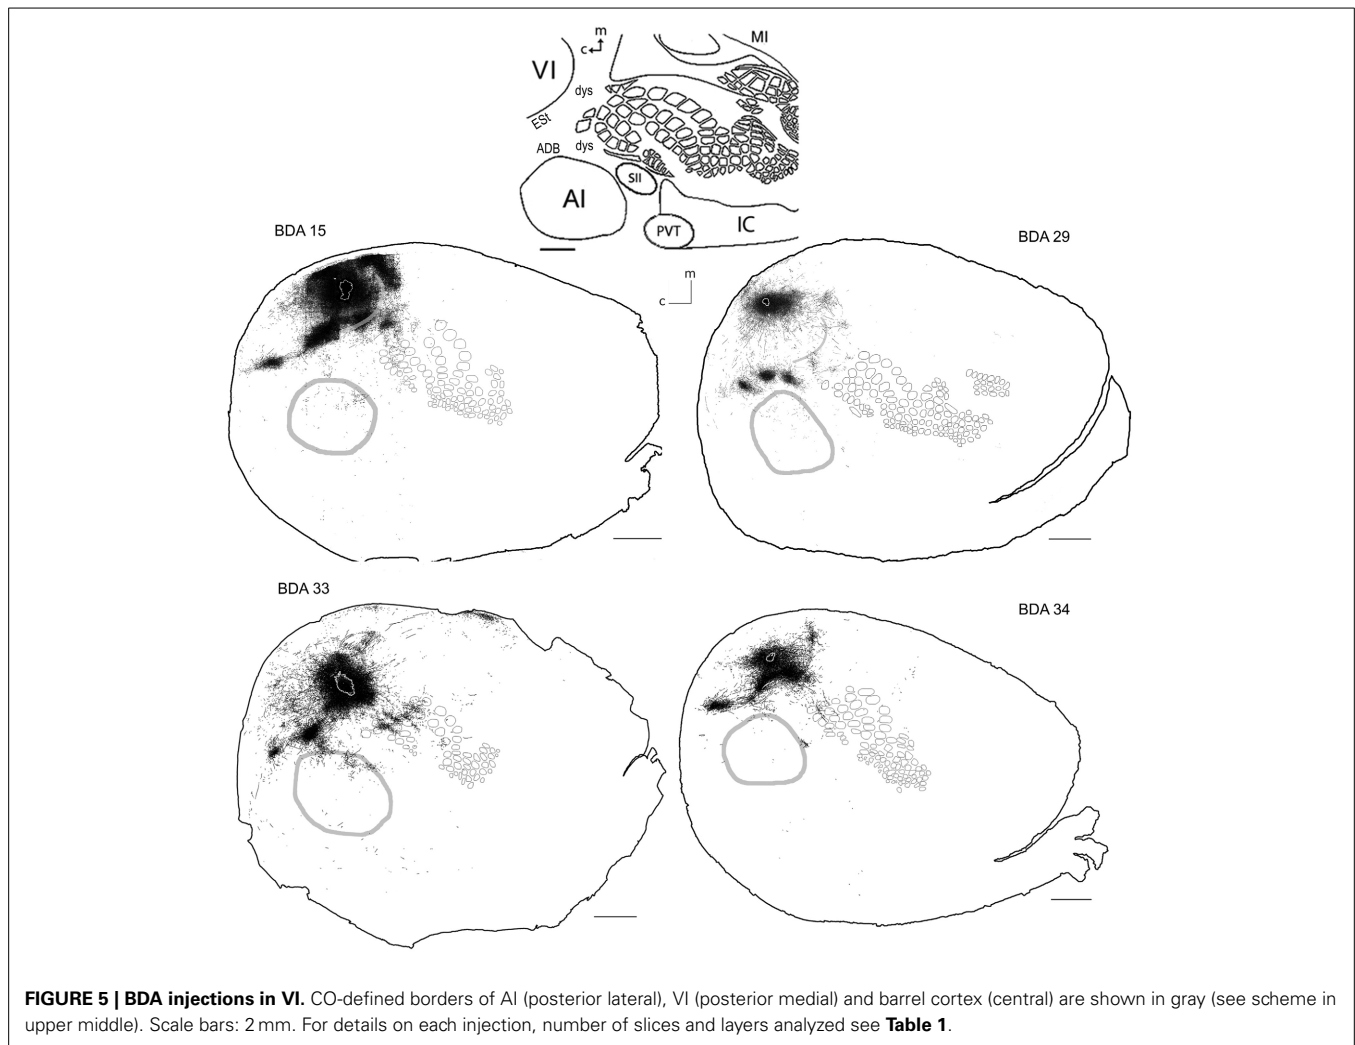 m
c
MI
VI
dys
ESt
ADB
dys
SII
AI
PVT
IC
BDA 15
BDA 29
m
c
BDA 33
BDA 34
FIGURE 5 | BDA injections in VI. CO-defined borders of AI (posterior lateral), VI (posterior medial) and barrel cortex (central) are shown in gray (see scheme in
upper middle). Scale bars: 2 mm. For details on each injection, number of slices and layers analyzed see Table 1.